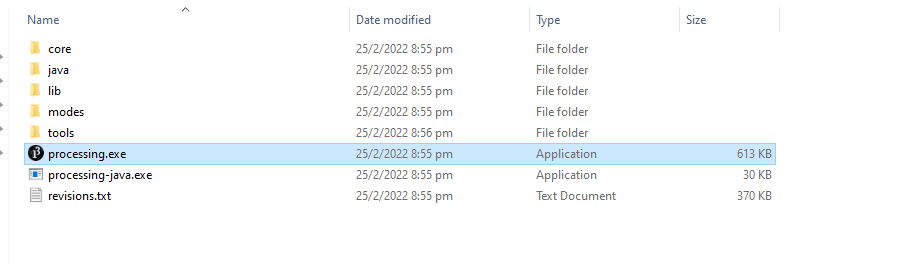 Name Date modified Type Size
core 25/2/2022 8:55 pm File folder
java 25/2/2022 8:55 pm File folder
lib 25/2/2022 8:55 pm File folder
modes 25/2/2022 8:55 pm File folder
tools 25/2/2022 8:56 pm File folder
processing.exe 25/2/2022 8:55 pm Application 613 KB
processing-java.exe 25/2/2022 8:55 pm Application 30 KB
revisions.txt 25/2/2022 8:55 pm Text Document 370 KB